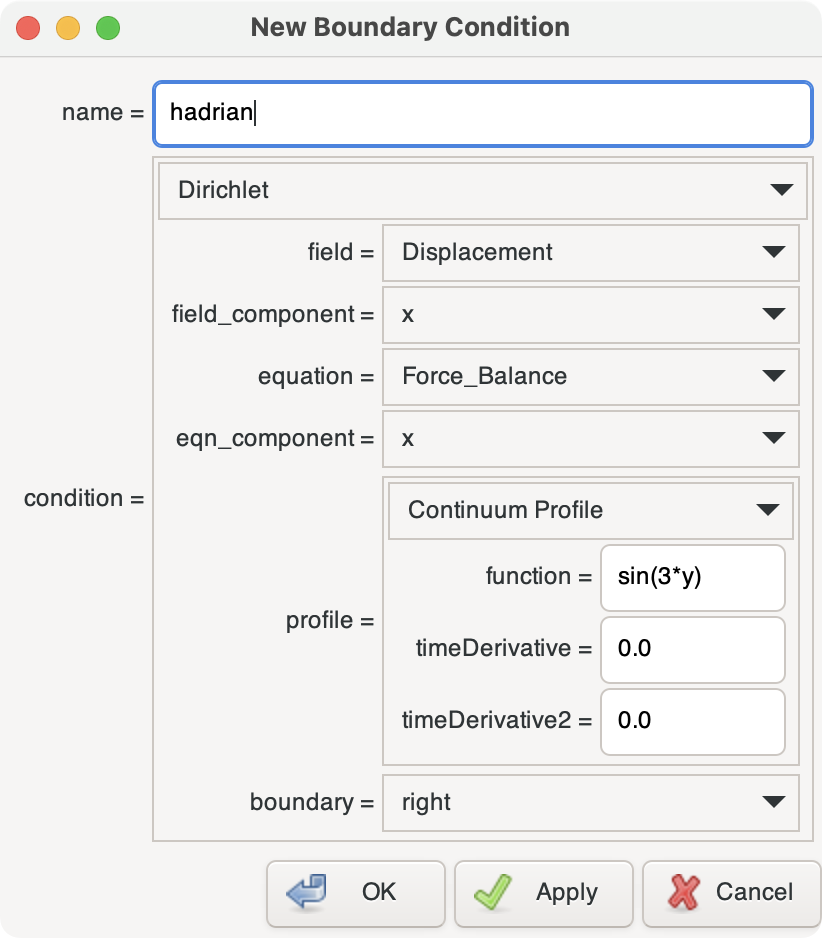 New Boundary Condition
name = hadrian
Dirichlet
field = Displacement
field_component = x
equation = Force_Balance
eqn_component = x
condition =
Continuum Profile
function = sin(3*y)
profile =
timeDerivative = 0.0
timeDerivative2 = 0.0
boundary = right
OK Apply Cancel